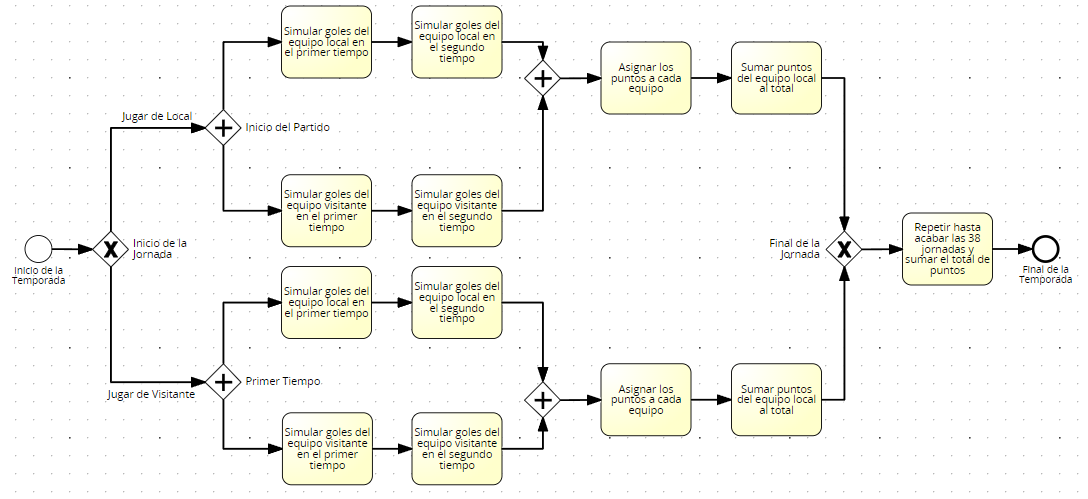 Simular goles del
equipo local en
el primer tiempo
Simular goles del
equipo local en
el segundo
tiempo
Asignar los
puntos a cada
equipo
Sumar puntos
del equipo local
al total
Jugar de Local
Inicio del Partido
Simular goles del
equipo visitante
en el primer
tiempo
Simular goles del
equipo visitante
en el segundo
tiempo
Inicio de la
Temporada
Inicio de la
Jornada
Final de la
Jornada
Repetir hasta
acabar las 38
jornadas y
sumar el total de
puntos
FInal de la
Temporada
Simular goles del
equipo local en
el primer tiempo
Simular goles del
equipo local en
el segundo
tiempo
Jugar de Visitante
Primer Tiempo
Asignar los
puntos a cada
equipo
Sumar puntos
del equipo local
al total
Simular goles del
equipo visitante
en el primer
tiempo
Simular goles del
equipo visitante
en el segundo
tiempo